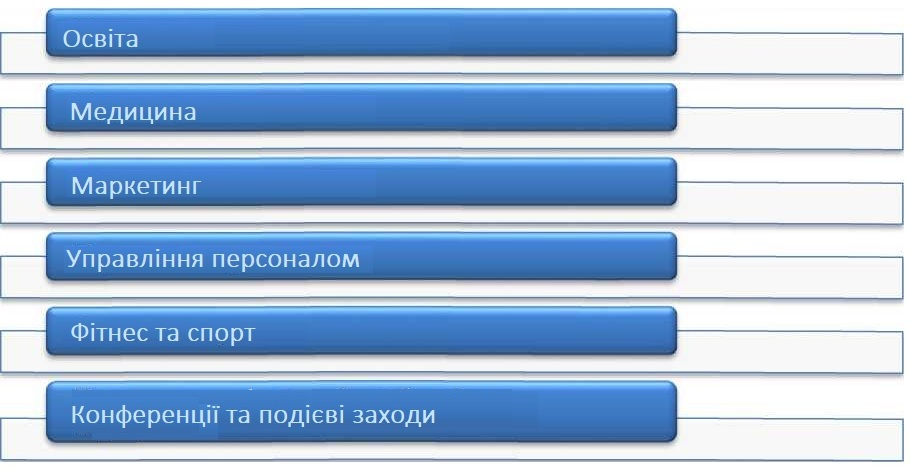 Освіта
Медицина
Маркетинг
Управління персоналом
Фітнес та спорт
Конференції та подієві заходи